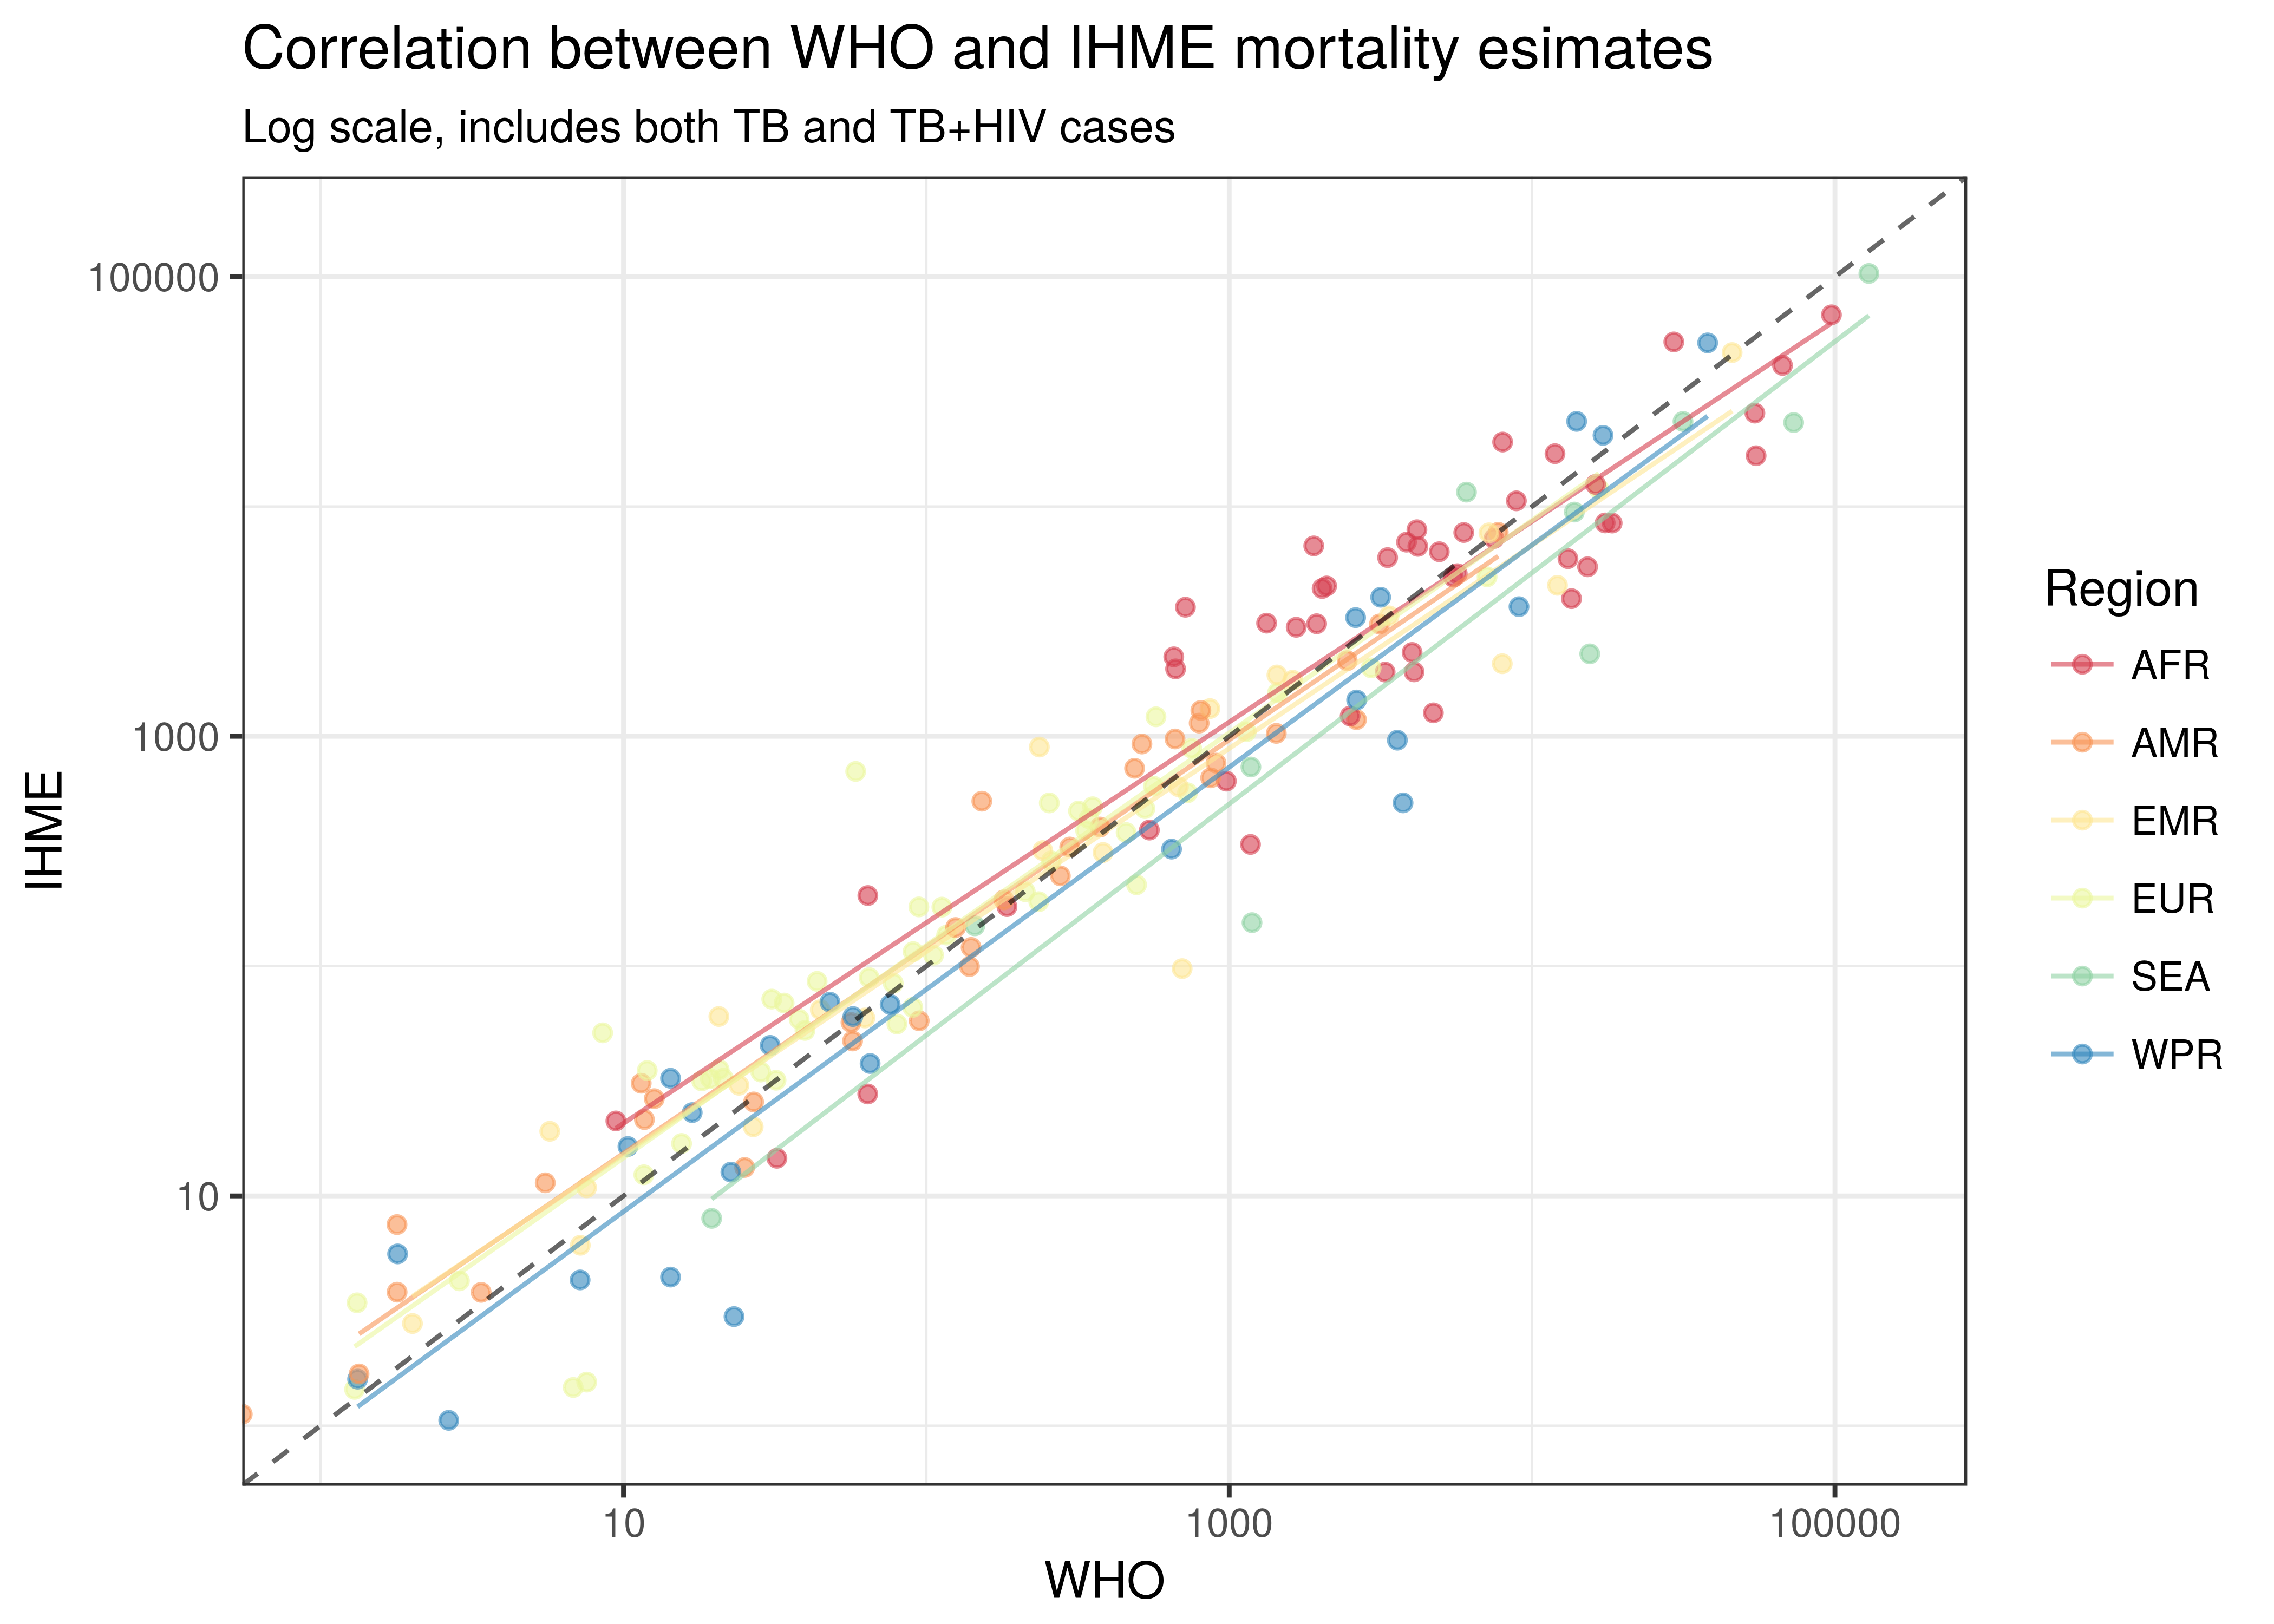 Correlation between WHO and IHME mortality esimates
Log scale, includes both TB and TB+HIV cases
100000
1000
10
IHME
10
1000
100000
WHO
Region
AFR
AMR
EMR
EUR
SEA
WPR